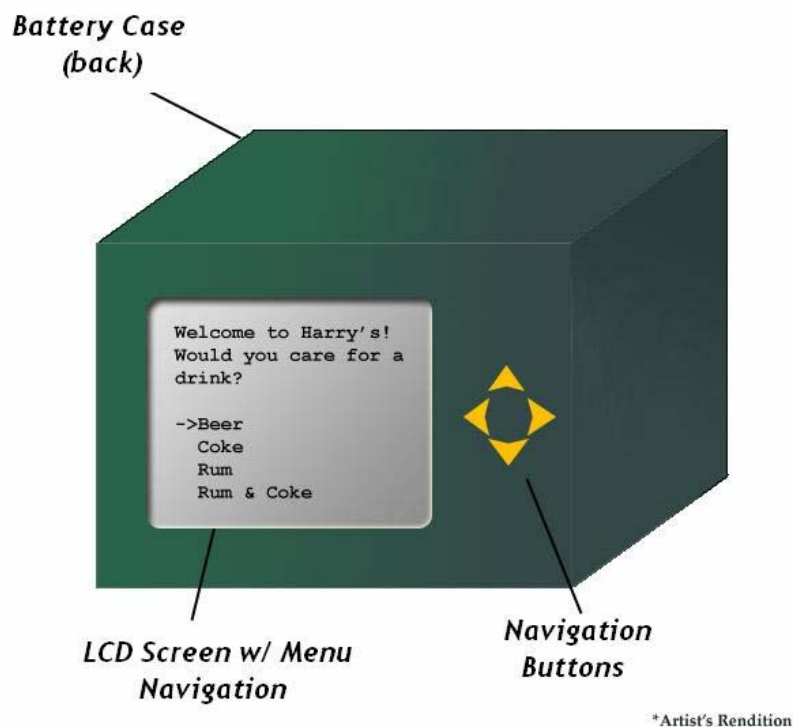 Battery Case
(back)
Welcome to Harry's!
Would you care for a
drink?
->Beer
Coke
Rum
Rum & Coke
LCD Screen w/ Menu
Navigation
Navigation
Buttons
*Artist's Rendition